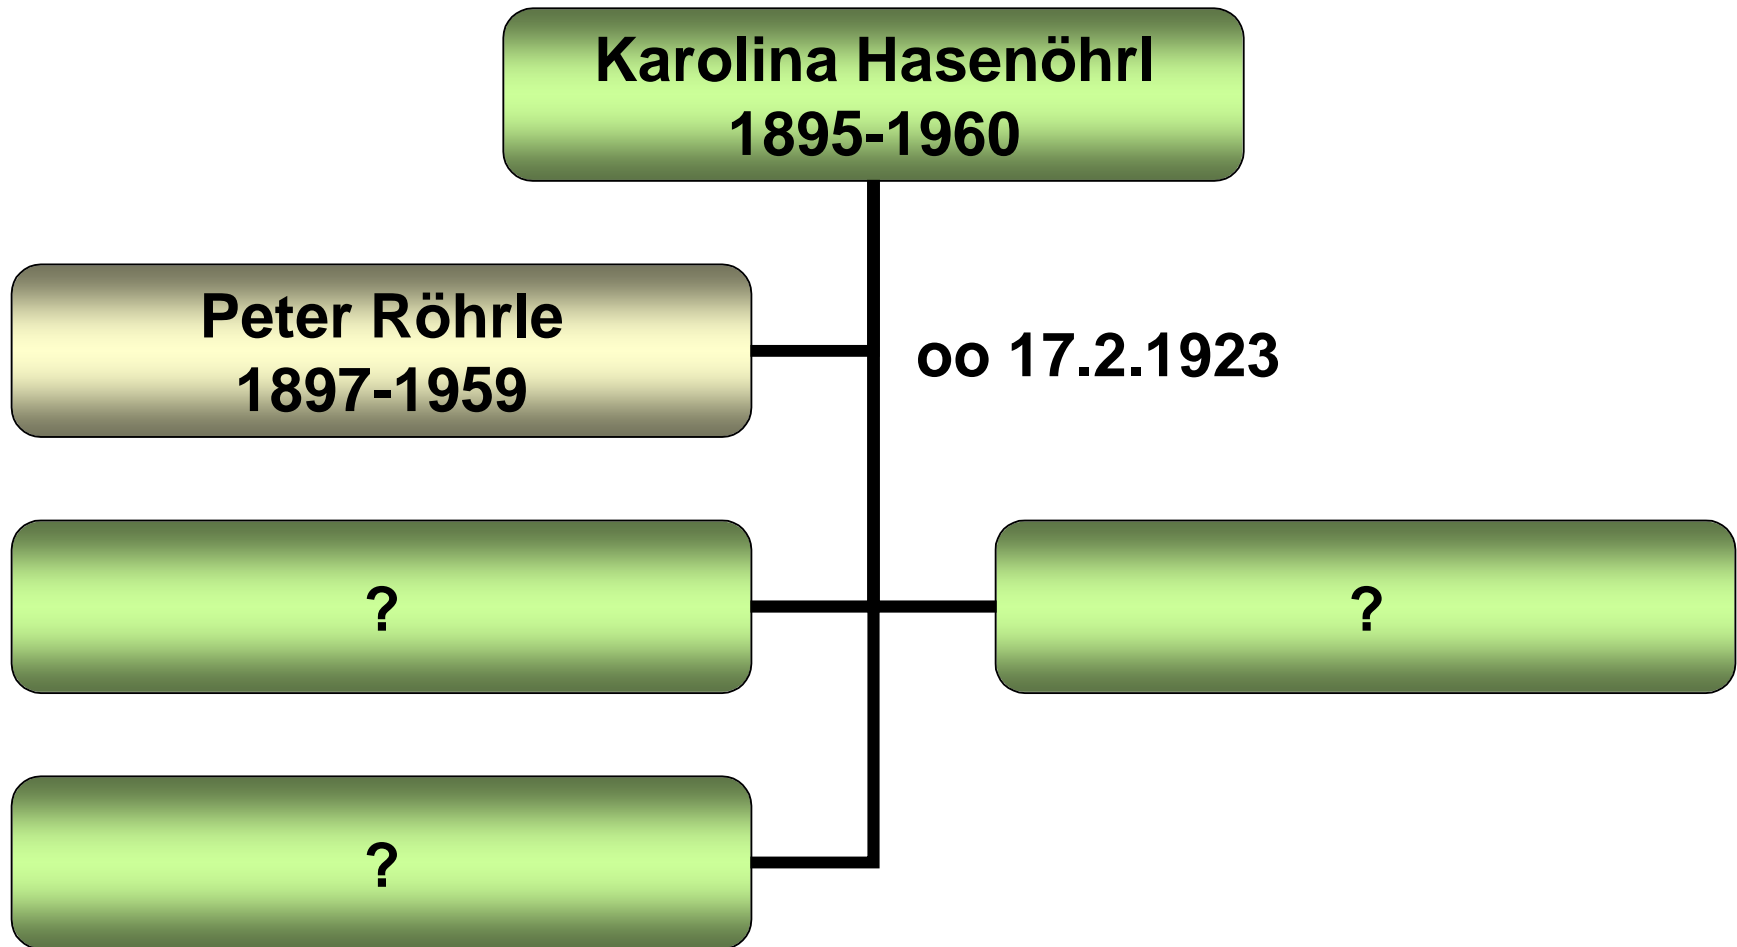 Karolina Hasenöhrl
1895-1960
Peter Röhrle
1897-1959
oo 17.2.1923
?
?
?